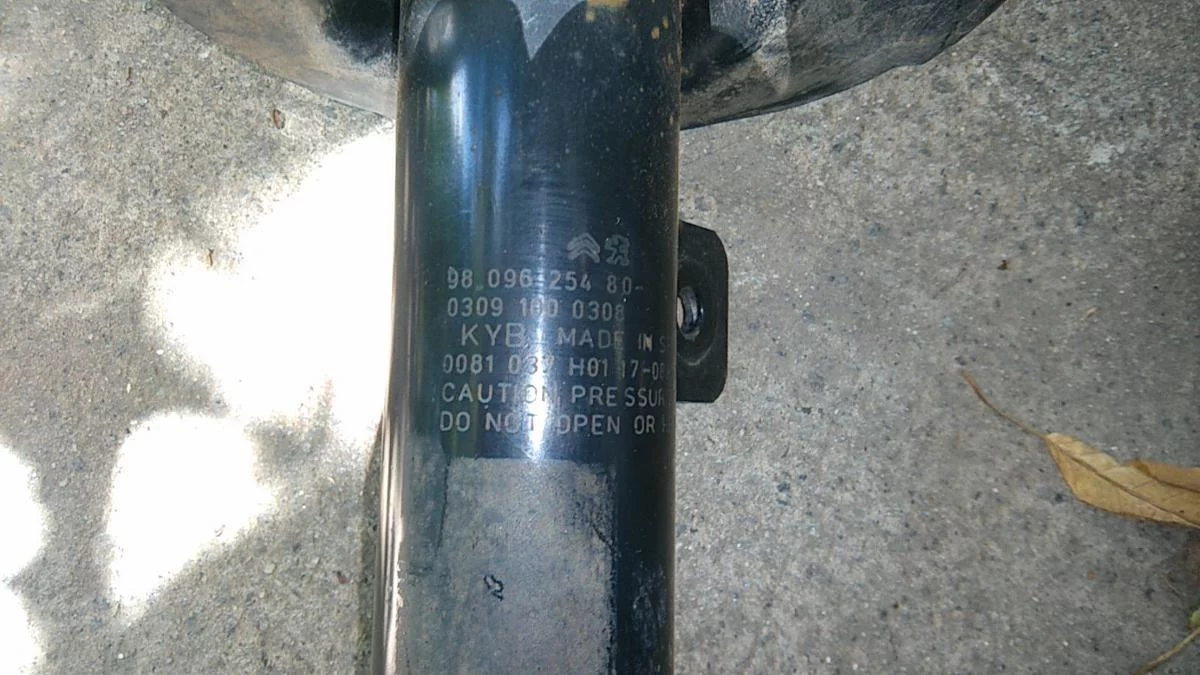 98 096 254 80-
0309 100 0308
KYB MADE IN S
0081 037 H01 17-0
CAUTION PRESSUR
DO NOT OPEN OR H